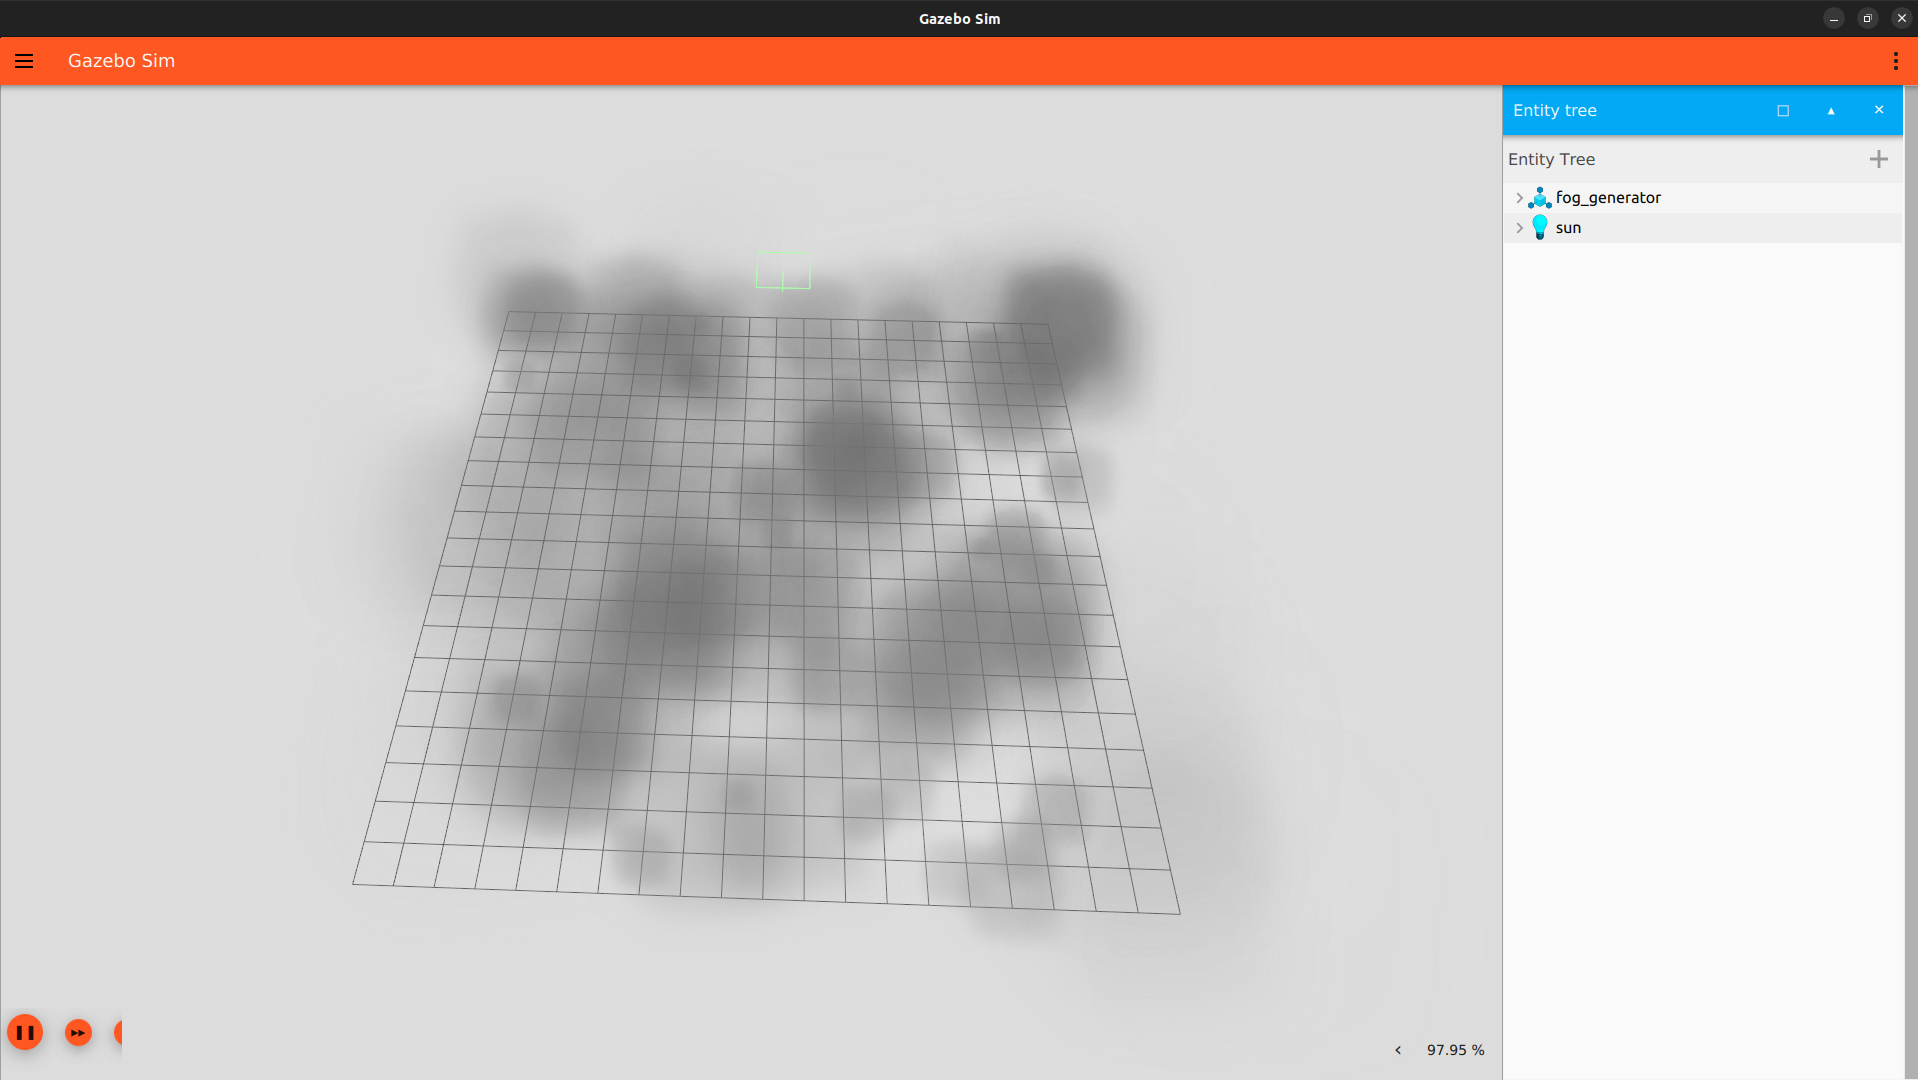 Gazebo Sim
Gazebo Sim
Entity tree
Entity Tree
fog_generator
sun
97.95 %